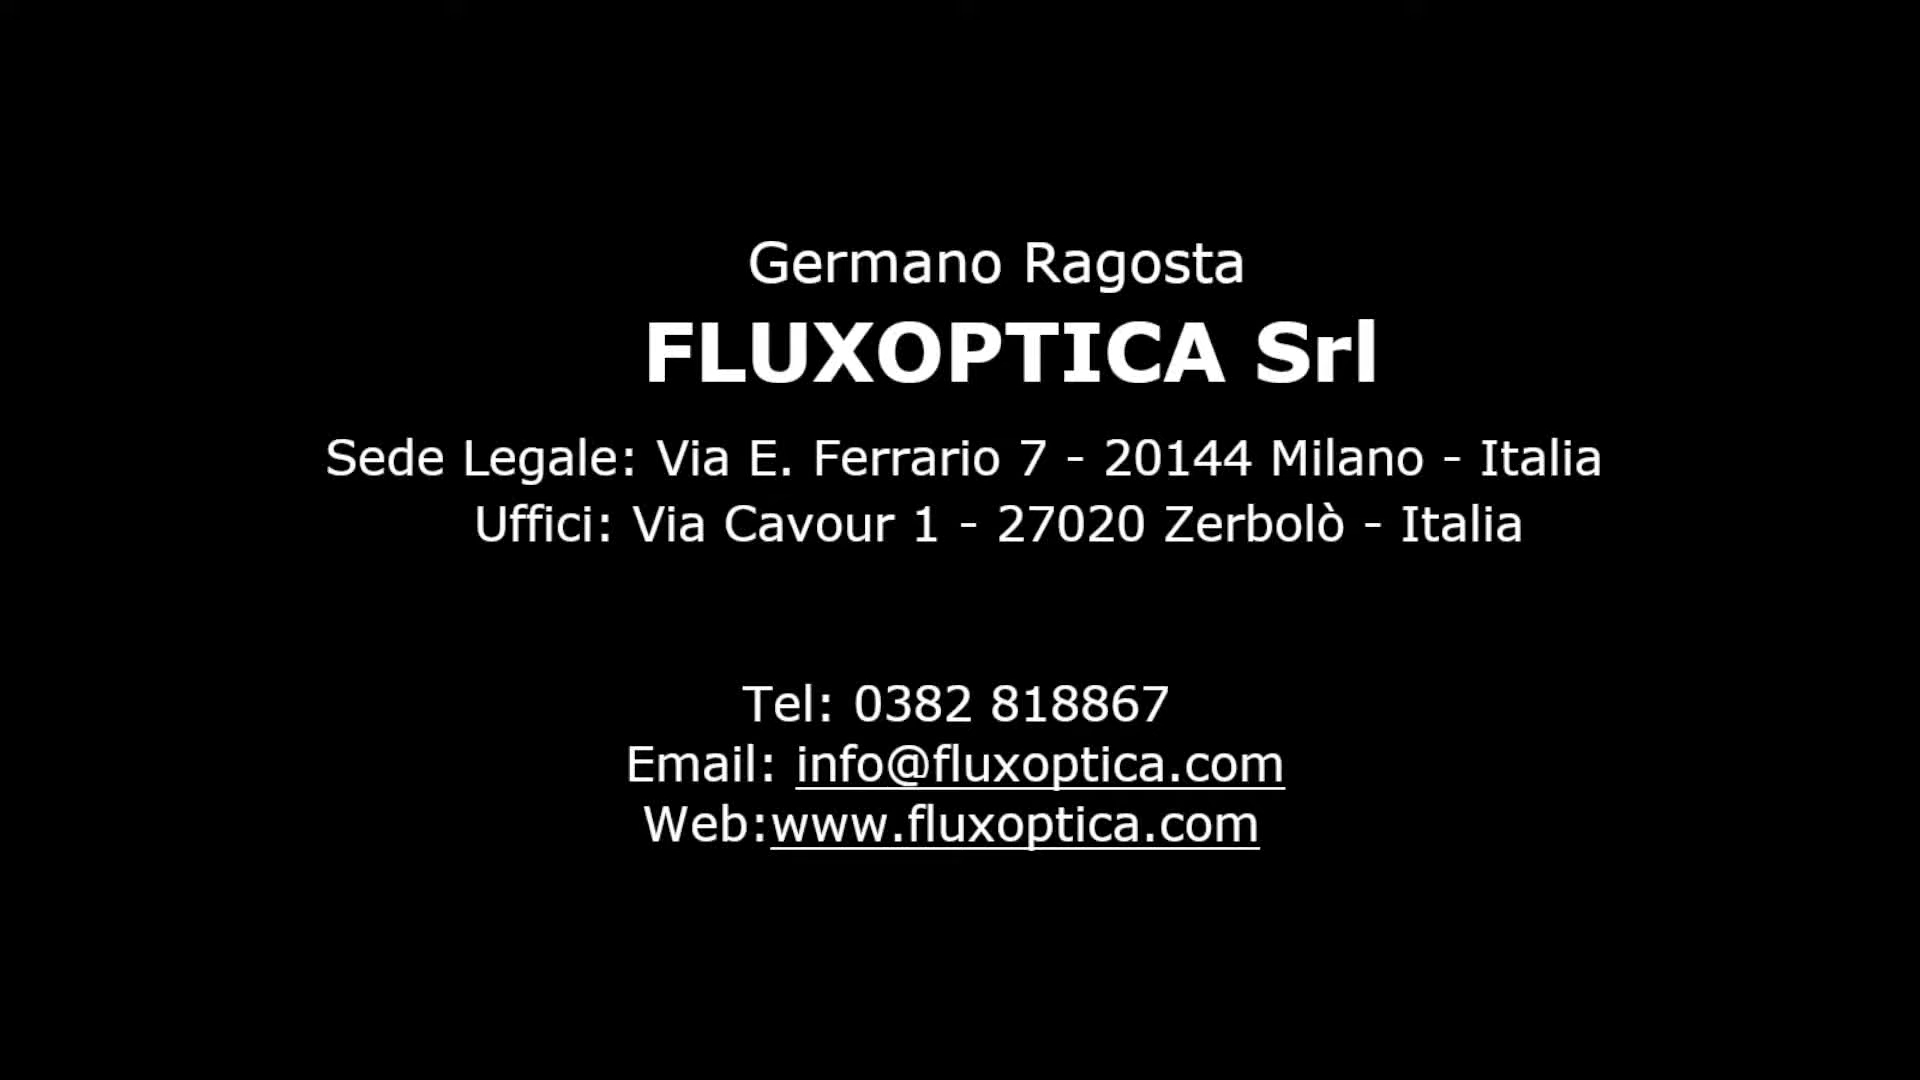 Germano Ragosta
FLUXOPTICA Srl
Sede Legale: Via E. Ferrario 7 - 20144 Milano - Italia
Uffici: Via Cavour 1 - 27020 Zerbolò - Italia
Tel: 0382 818867
Email: info@fluxoptica.com
Web:www.fluxoptica.com